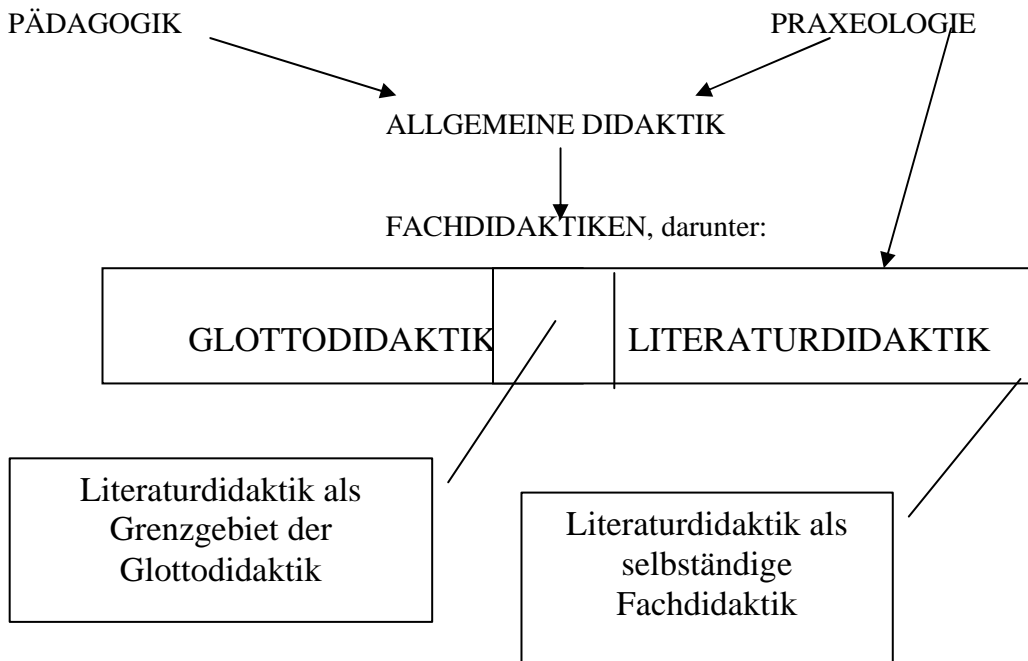 PÄDAGOGIK PRAXEOLOGIE
ALLGEMEINE DIDAKTIK
FACHDIDAKTIKEN, darunter:
GLOTTODIDAKTIK LITERATURDIDAKTIK
Literaturdidaktik als
Grenzgebiet der
Glottodidaktik
Literaturdidaktik als
selbständige
Fachdidaktik